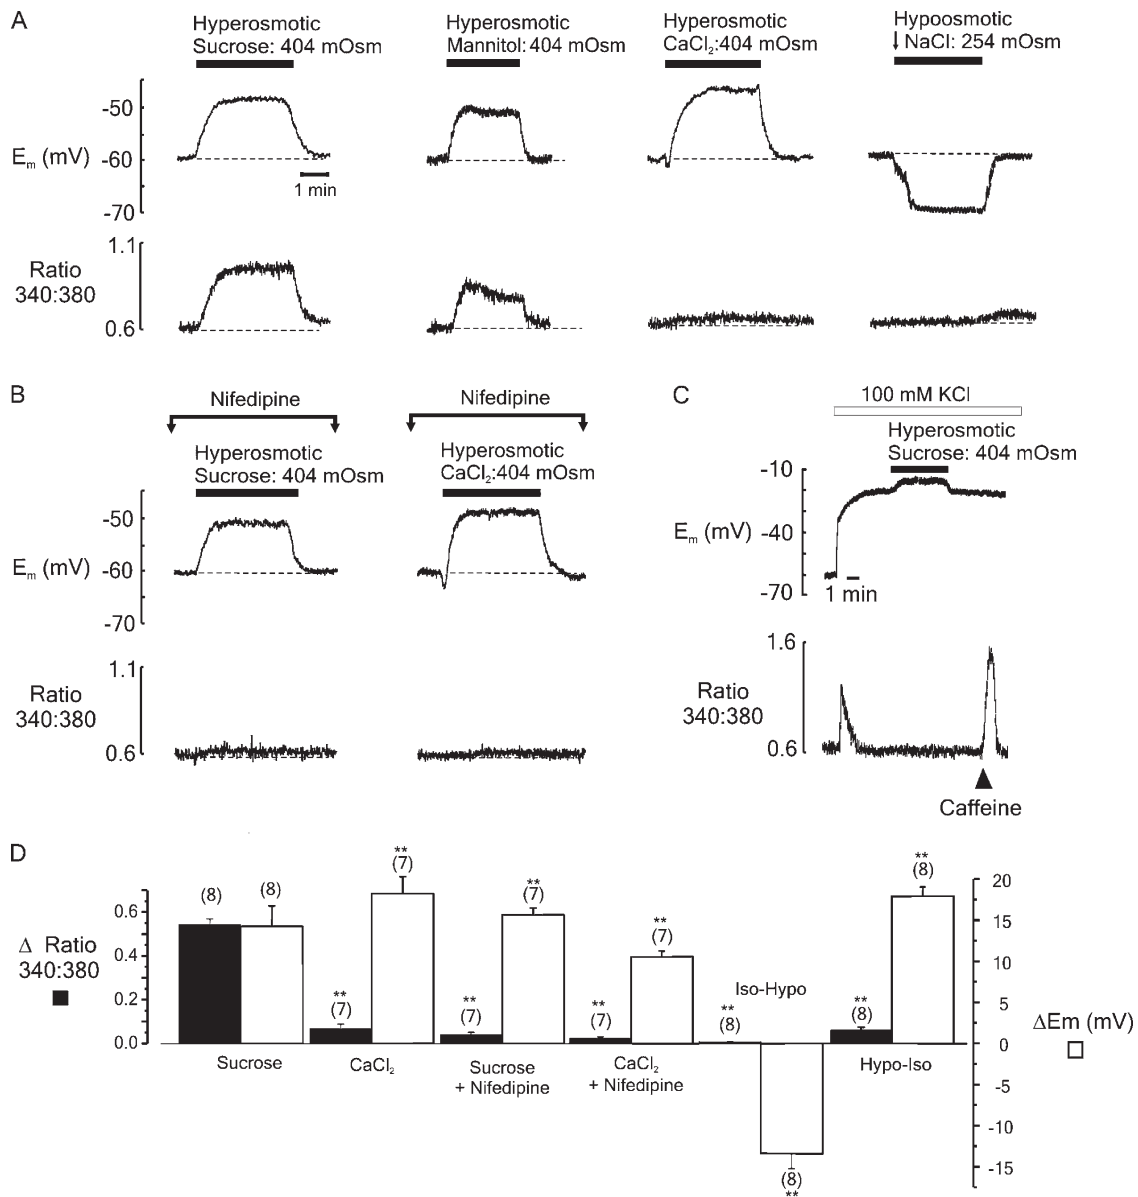 A
Hyperosmotic
Sucrose: 404 mOsm
Hyperosmotic
Mannitol: 404 mOsm
Hyperosmotic
CaCl₂:404 mOsm
Hypoosmotic
↓ NaCl: 254 mOsm
Eₘ (mV)
-50
-60
-70
1 min
Ratio
340:380
1.1
0.6
B
Nifedipine
Hyperosmotic
Sucrose: 404 mOsm
Nifedipine
Hyperosmotic
CaCl₂:404 mOsm
Eₘ (mV)
-50
-60
-70
Ratio
340:380
1.1
0.6
C
100 mM KCl
Hyperosmotic
Sucrose: 404 mOsm
Eₘ (mV)
-10
-40
-70
1 min
Ratio
340:380
1.6
0.6
Caffeine
D
Δ Ratio
340:380
0.6
0.4
0.2
0.0
(8)
(8)
**
(7)
**
(7)
**
(7)
**
(7)
**
(7)
**
(7)
Iso-Hypo
**
(8)
(8)
**
**
(8)
**
(8)
Sucrose
CaCl₂
Sucrose
+ Nifedipine
CaCl₂
+ Nifedipine
Hypo-Iso
20
15
10
5
0
-5
-10
-15
ΔEm (mV)